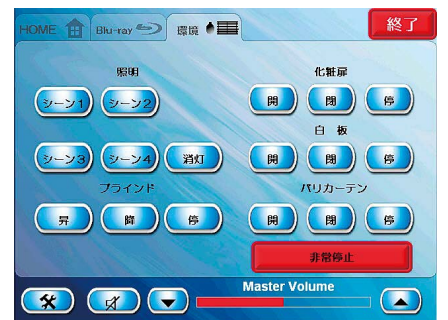 HOME Blu-ray 環境 終了
照明 化粧扉
シーン1 シーン2 開 閉 停
白 板
シーン3 シーン4 消灯 開 閉 停
ブラインド バリカーテン
昇 降 停 開 閉 停
非常停止
Master Volume